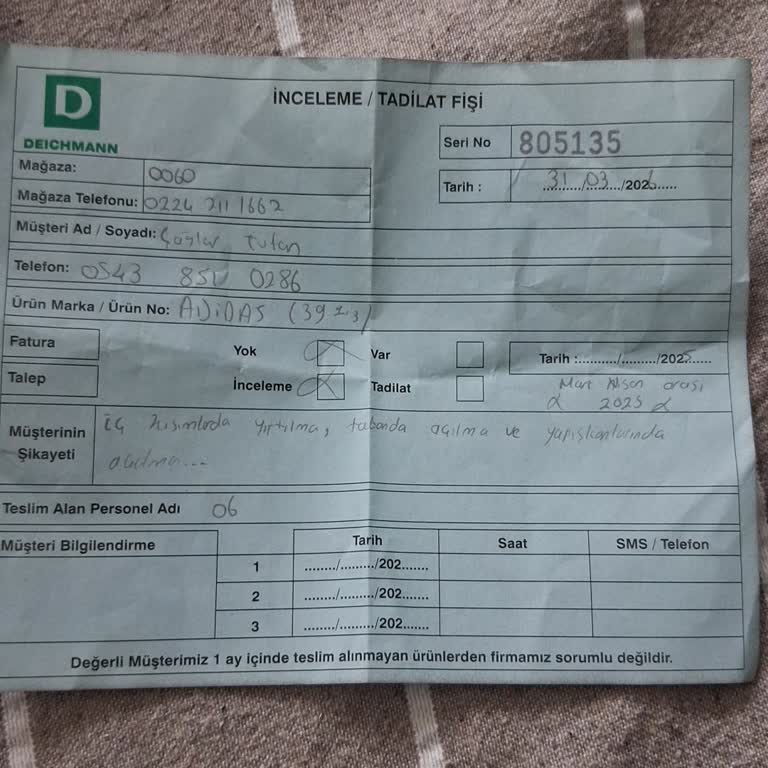 D
DEICHMANN
İNCELEME / TADİLAT FİŞİ
Seri No 805135
Mağaza: 0060
Tarih : 31/03/2026
Mağaza Telefonu: 0224 211 1662
Müşteri Ad / Soyadı: Çağlar Tutan
Telefon: 0543 850 0286
Ürün Marka / Ürün No: ADİDAS (39 1.3)
Fatura Yok Var Tarih :......../........./2025......
Talep İnceleme Tadilat Mart Nisan arası
2025
Müşterinin Şikayeti iç kısımlarda yırtılma, tabanda açılma ve yapışkanlarında
açılma...
Teslim Alan Personel Adı 06
Müşteri Bilgilendirme Tarih Saat SMS / Telefon
1 ......../........./202.......
2 ......../........./202.......
3 ......../........./202.......
Değerli Müşterimiz 1 ay içinde teslim alınmayan ürünlerden firmamız sorumlu değildir.